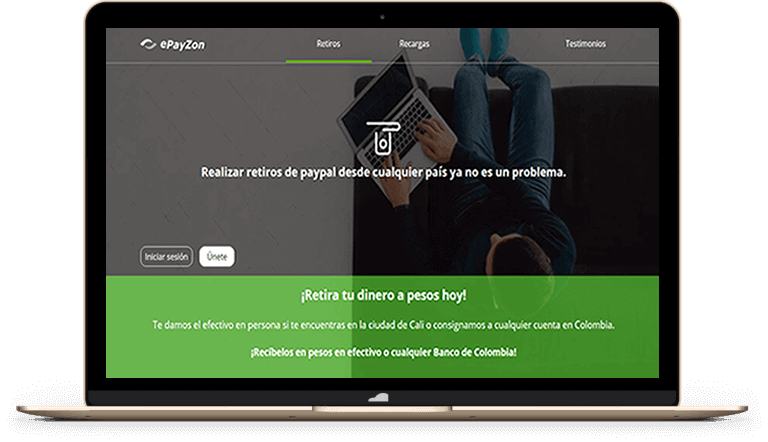 ePayZon
Retiros
Recargas
Testimonios
Realizar retiros de paypal desde cualquier país ya no es un problema.
Iniciar sesión
Únete
¡Retira tu dinero a pesos hoy!
Te damos el efectivo en persona si te encuentras en la ciudad de Cali o consignamos a cualquier cuenta en Colombia.
¡Recíbelos en pesos en efectivo o cualquier Banco de Colombia!